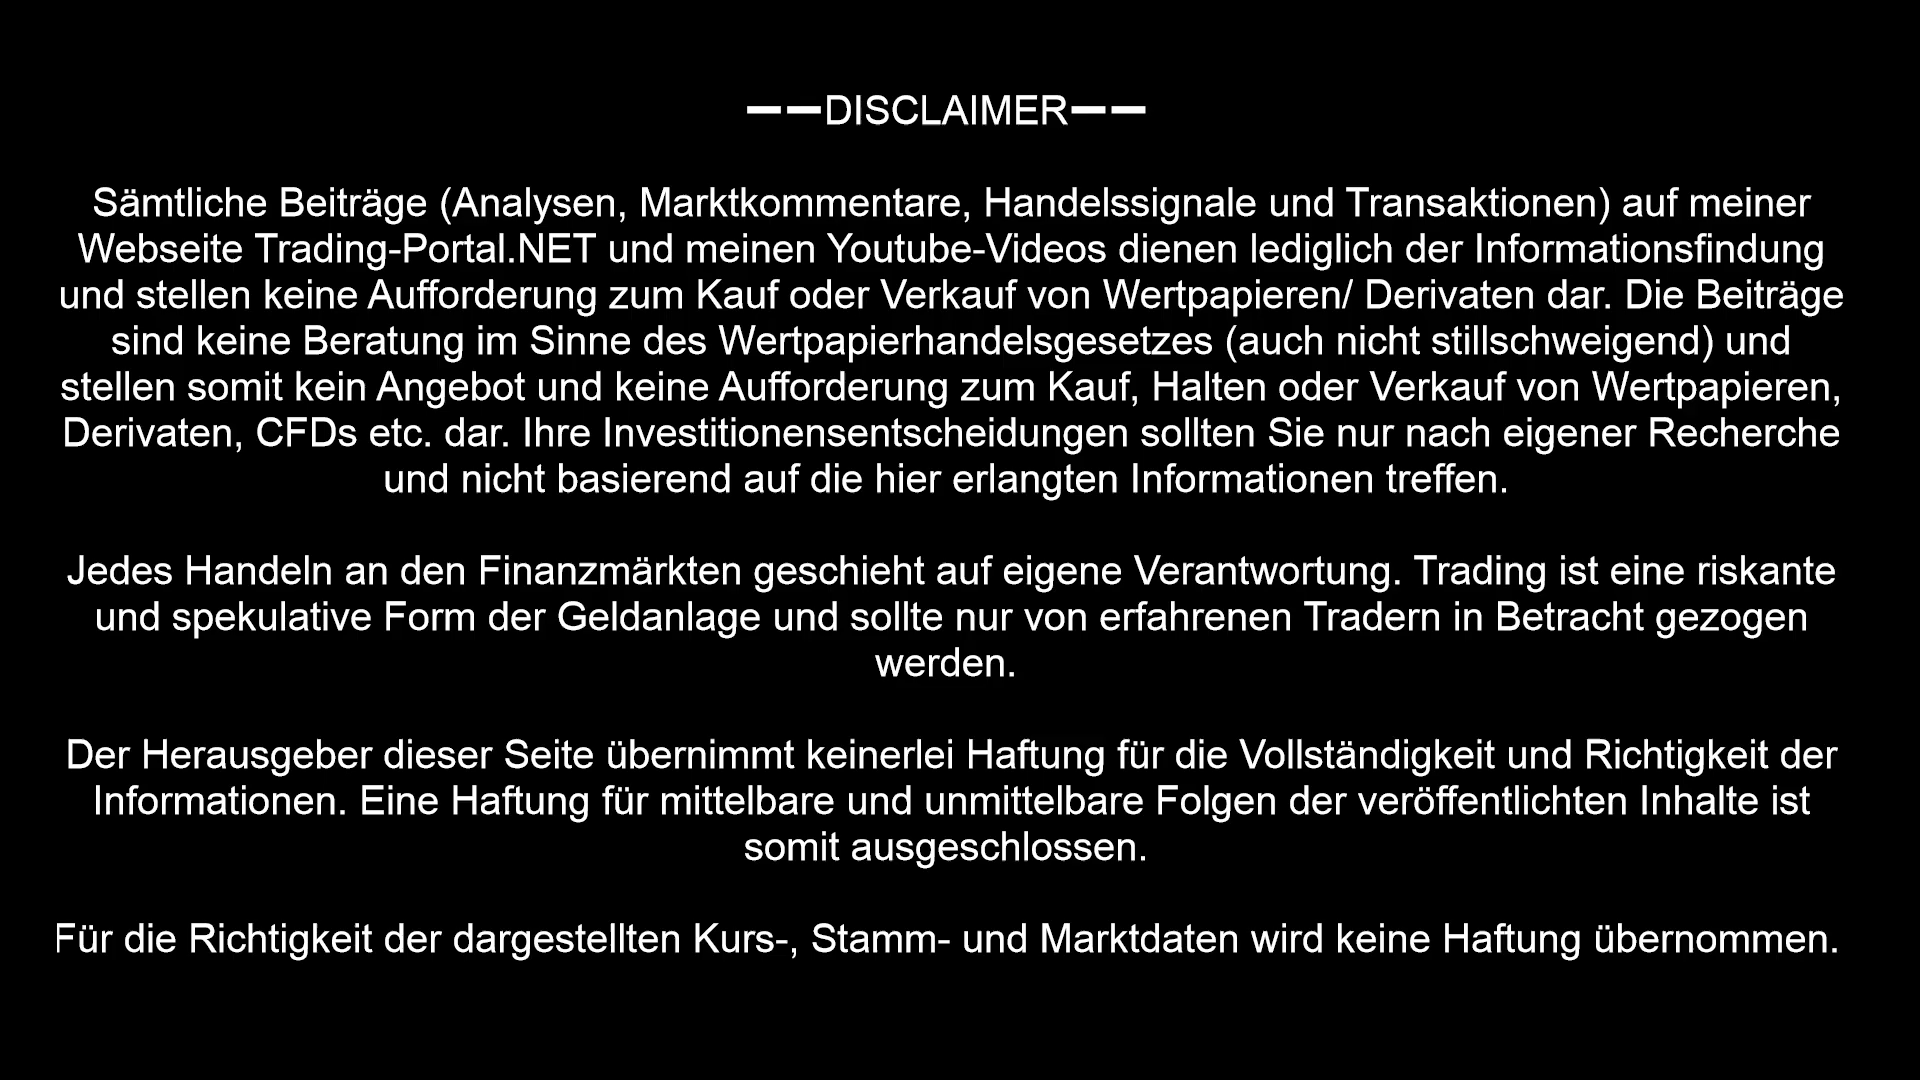 ——DISCLAIMER——
Sämtliche Beiträge (Analysen, Marktkommentare, Handelssignale und Transaktionen) auf meiner
Webseite Trading-Portal.NET und meinen Youtube-Videos dienen lediglich der Informationsfindung
und stellen keine Aufforderung zum Kauf oder Verkauf von Wertpapieren/ Derivaten dar. Die Beiträge
sind keine Beratung im Sinne des Wertpapierhandelsgesetzes (auch nicht stillschweigend) und
stellen somit kein Angebot und keine Aufforderung zum Kauf, Halten oder Verkauf von Wertpapieren,
Derivaten, CFDs etc. dar. Ihre Investitionensentscheidungen sollten Sie nur nach eigener Recherche
und nicht basierend auf die hier erlangten Informationen treffen.
Jedes Handeln an den Finanzmärkten geschieht auf eigene Verantwortung. Trading ist eine riskante
und spekulative Form der Geldanlage und sollte nur von erfahrenen Tradern in Betracht gezogen
werden.
Der Herausgeber dieser Seite übernimmt keinerlei Haftung für die Vollständigkeit und Richtigkeit der
Informationen. Eine Haftung für mittelbare und unmittelbare Folgen der veröffentlichten Inhalte ist
somit ausgeschlossen.
Für die Richtigkeit der dargestellten Kurs-, Stamm- und Marktdaten wird keine Haftung übernommen.